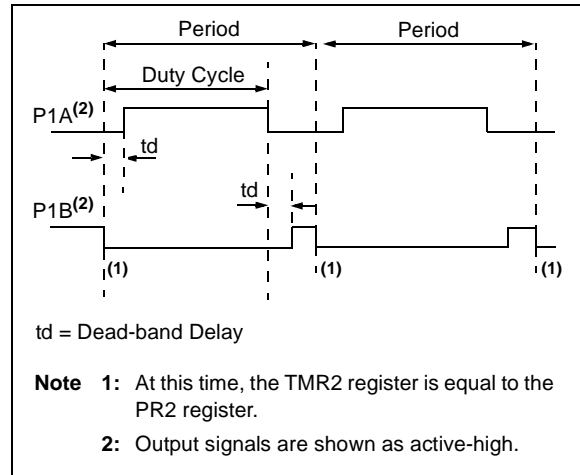 Period Period
Duty Cycle
P1A(2)
td
td
P1B(2)
(1) (1) (1)
td = Dead-band Delay
Note 1: At this time, the TMR2 register is equal to the
PR2 register.
2: Output signals are shown as active-high.